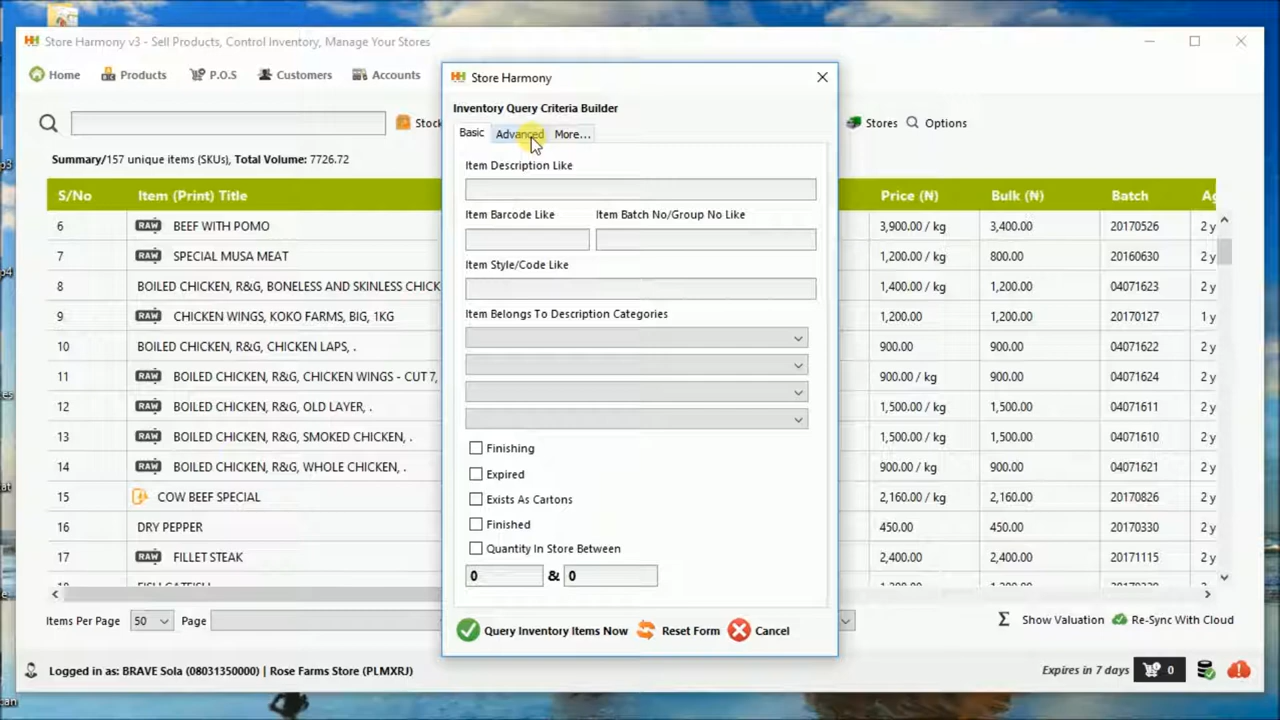 Store Harmony v3 - Sell Products, Control Inventory, Manage Your Stores
Home Products P.O.S Customers Accounts
Stock Stores Options
Summary/157 unique items (SKUs), Total Volume: 7726.72
S/No Item (Print) Title Price (₦) Bulk (₦) Batch
6 RAW BEEF WITH POMO 3,900.00 / kg 3,400.00 20170526 2 y
7 RAW SPECIAL MUSA MEAT 1,200.00 / kg 800.00 20160630 2 y
8 BOILED CHICKEN, R&G, BONELESS AND SKINLESS CHICK 1,400.00 / kg 1,200.00 04071623 2 y
9 RAW CHICKEN WINGS, KOKO FARMS, BIG, 1KG 1,200.00 1,200.00 20170127 1 y
10 BOILED CHICKEN, R&G, CHICKEN LAPS, . 900.00 900.00 04071622 2 y
11 RAW BOILED CHICKEN, R&G, CHICKEN WINGS - CUT 7, 900.00 / kg 900.00 04071624 2 y
12 RAW BOILED CHICKEN, R&G, OLD LAYER, . 1,500.00 / kg 1,500.00 04071611 2 y
13 RAW BOILED CHICKEN, R&G, SMOKED CHICKEN, . 1,500.00 / kg 1,500.00 04071610 2 y
14 RAW BOILED CHICKEN, R&G, WHOLE CHICKEN, . 900.00 / kg 900.00 04071621 2 y
15 COW BEEF SPECIAL 2,160.00 / kg 2,160.00 20170826 2 y
16 DRY PEPPER 450.00 450.00 20170330 2 y
17 RAW FILLET STEAK 2,400.00 2,400.00 20171115 2 y
Items Per Page 50 Page Show Valuation Re-Sync With Cloud
Logged in as: BRAVE Sola (08031350000) | Rose Farms Store (PLMXRJ) Expires in 7 days 0
Store Harmony
Inventory Query Criteria Builder
Basic Advanced More...
Item Description Like
Item Barcode Like Item Batch No/Group No Like
Item Style/Code Like
Item Belongs To Description Categories
Finishing
Expired
Exists As Cartons
Finished
Quantity In Store Between
0 & 0
Query Inventory Items Now Reset Form Cancel